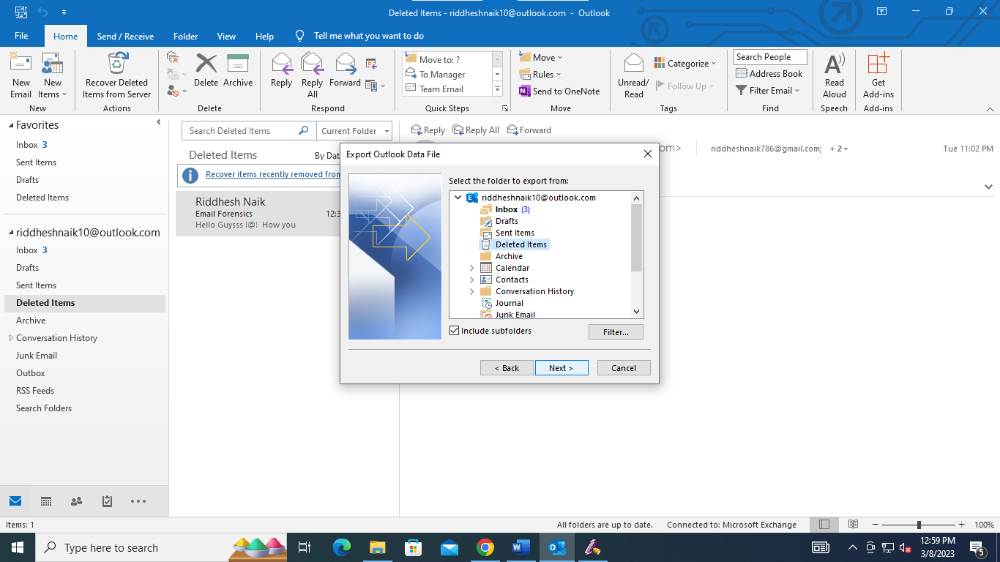 Deleted Items - riddheshnaik10@outlook.com - Outlook
File Home Send / Receive Folder View Help Tell me what you want to do
New Email
New Items
New
Recover Deleted Items from Server
Actions
Delete
Archive
Delete
Reply
Reply All
Forward
Respond
Move to: ?
To Manager
Team Email
Quick Steps
Move
Rules
Send to OneNote
Move
Unread/ Read
Categorize
Follow Up
Tags
Search People
Address Book
Filter Email
Find
Read Aloud
Speech
Get Add-ins
Add-ins
Favorites
Inbox 3
Sent Items
Drafts
Deleted Items
riddheshnaik10@outlook.com
Inbox 3
Drafts
Sent Items
Deleted Items
Archive
Conversation History
Junk Email
Outbox
RSS Feeds
Search Folders
Search Deleted Items
Current Folder
Deleted Items
By Dat
Recover items recently removed from
Riddhesh Naik
Email Forensics 12:3
Hello Guysss !@! How you
Reply Reply All Forward
om>
riddheshnaik786@gmail.com; + 2
Tue 11:02 PM
Export Outlook Data File
Select the folder to export from:
riddheshnaik10@outlook.com
Inbox (3)
Drafts
Sent Items
Deleted Items
Archive
Calendar
Contacts
Conversation History
Journal
Junk Email
Include subfolders
Filter...
< Back
Next >
Cancel
Items: 1
All folders are up to date. Connected to: Microsoft Exchange 100%
Type here to search
12:59 PM
3/8/2023
5